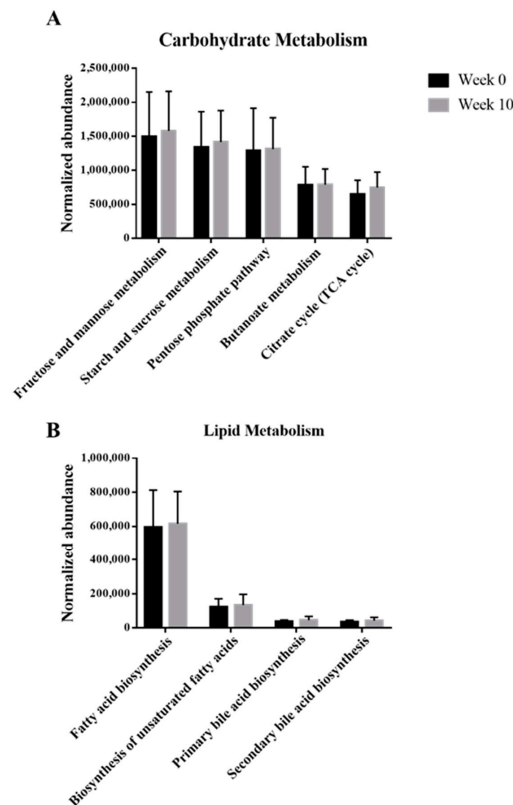 A
Carbohydrate Metabolism
Week 0
Week 10
Normalized abundance
2,500,000
2,000,000
1,500,000
1,000,000
500,000
0
Fructose and mannose metabolism
Starch and sucrose metabolism
Pentose phosphate pathway
Butanoate metabolism
Citrate cycle (TCA cycle)
B
Lipid Metabolism
Normalized abundance
1,000,000
800,000
600,000
400,000
200,000
0
Fatty acid biosynthesis
Biosynthesis of unsaturated fatty acids
Primary bile acid biosynthesis
Secondary bile acid biosynthesis